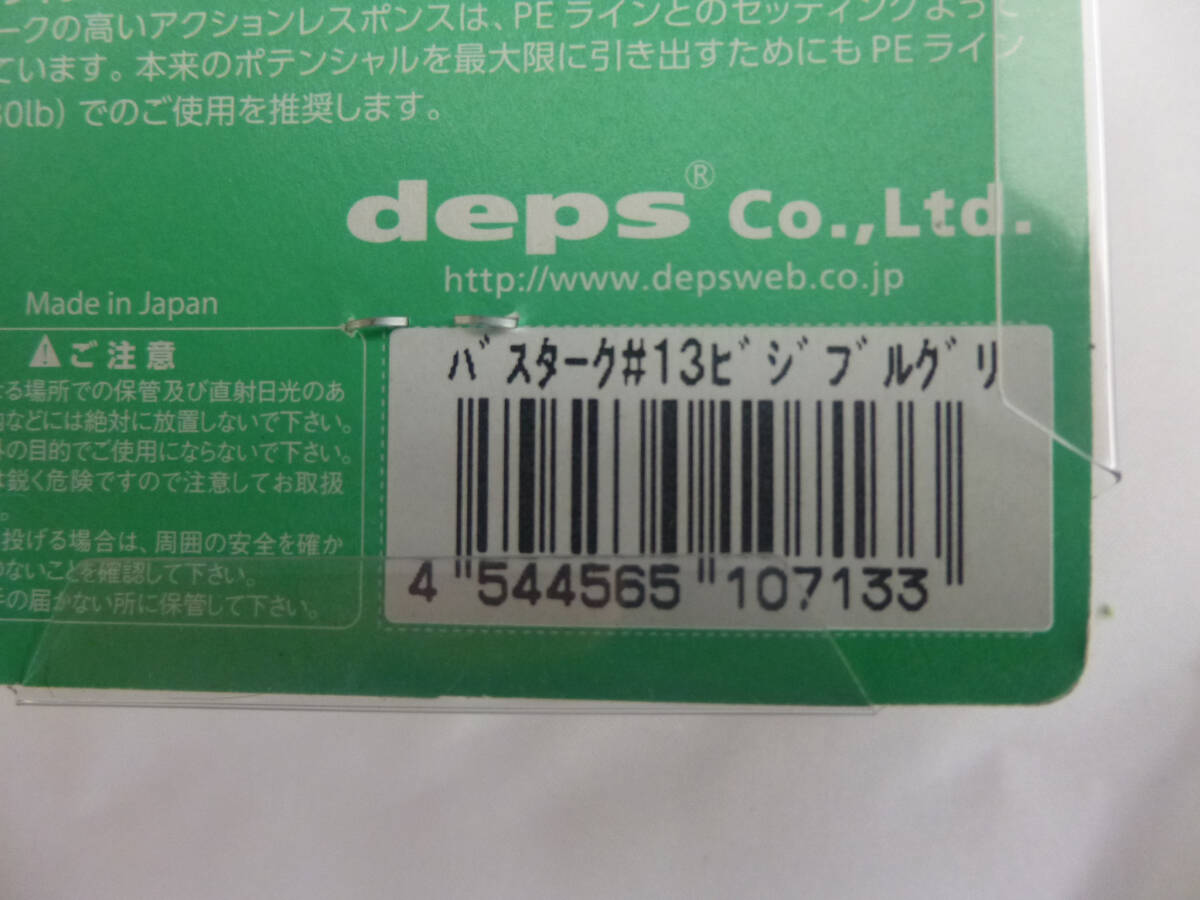 ークの高いアクションレスポンスは、PEラインとのセッティングよって
ています。本来のポテンシャルを最大限に引き出すためにもPEライン
30lb）でのご使用を推奨します。
deps® Co.,Ltd.
http://www.depsweb.co.jp
Made in Japan
ご注意
る場所での保管及び直射日光のあ
などには絶対に放置しないで下さい。
の目的でご使用にならないで下さい。
鋭く危険ですので注意してお取扱
。
投げる場合は、周囲の安全を確か
ないことを確認して下さい。
の届かない所に保管して下さい。
バスターク#13ビジブルグリ
4 544565 107133